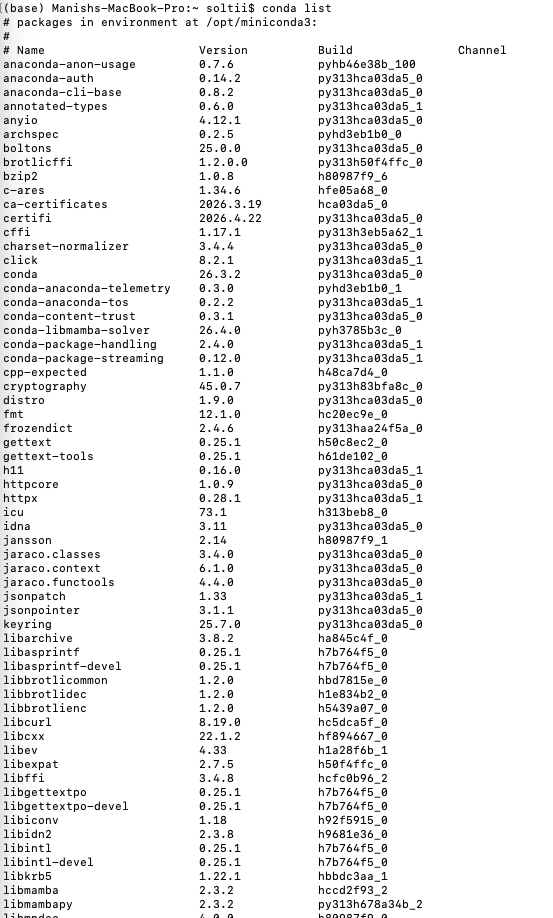 (base) Manishs-MacBook-Pro:~ soltii$ conda list
# packages in environment at /opt/miniconda3:
#
# Name                    Version          Build            Channel
anaconda-anon-usage       0.7.6            pyhb46e38b_100
anaconda-auth             0.14.2           py313hca03da5_0
anaconda-cli-base         0.8.2            py313hca03da5_0
annotated-types           0.6.0            py313hca03da5_1
anyio                     4.12.1           py313hca03da5_0
archspec                  0.2.5            pyhd3eb1b0_0
boltons                   25.0.0           py313hca03da5_0
brotlicffi                1.2.0.0          py313h50f4ffc_0
bzip2                     1.0.8            h80987f9_6
c-ares                    1.34.6           hfe05a68_0
ca-certificates           2026.3.19        hca03da5_0
certifi                   2026.4.22        py313hca03da5_0
cffi                      1.17.1           py313h3eb5a62_1
charset-normalizer        3.4.4            py313hca03da5_0
click                     8.2.1            py313hca03da5_1
conda                     26.3.2           py313hca03da5_0
conda-anaconda-telemetry  0.3.0            pyhd3eb1b0_1
conda-anaconda-tos        0.2.2            py313hca03da5_1
conda-content-trust       0.3.1            py313hca03da5_0
conda-libmamba-solver     26.4.0           pyh3785b3c_0
conda-package-handling    2.4.0            py313hca03da5_1
conda-package-streaming   0.12.0           py313hca03da5_1
cpp-expected              1.1.0            h48ca7d4_0
cryptography              45.0.7           py313h83bfa8c_0
distro                    1.9.0            py313hca03da5_0
fmt                       12.1.0           hc20ec9e_0
frozendict                2.4.6            py313haa24f5a_0
gettext                   0.25.1           h50c8ec2_0
gettext-tools             0.25.1           h61de102_0
h11                       0.16.0           py313hca03da5_1
httpcore                  1.0.9            py313hca03da5_0
httpx                     0.28.1           py313hca03da5_1
icu                       73.1             h313beb8_0
idna                      3.11             py313hca03da5_0
jansson                   2.14             h80987f9_1
jaraco.classes            3.4.0            py313hca03da5_0
jaraco.context            6.1.0            py313hca03da5_0
jaraco.functools          4.4.0            py313hca03da5_0
jsonpatch                 1.33             py313hca03da5_1
jsonpointer               3.1.1            py313hca03da5_0
keyring                   25.7.0           py313hca03da5_0
libarchive                3.8.2            ha845c4f_0
libasprintf               0.25.1           h7b764f5_0
libasprintf-devel         0.25.1           h7b764f5_0
libbrotlicommon           1.2.0            hbd7815e_0
libbrotlidec              1.2.0            h1e834b2_0
libbrotlienc              1.2.0            h5439a07_0
libcurl                   8.19.0           hc5dca5f_0
libcxx                    22.1.2           hf894667_0
libev                     4.33             h1a28f6b_1
libexpat                  2.7.5            h50f4ffc_0
libffi                    3.4.8            hcfc0b96_2
libgettextpo              0.25.1           h7b764f5_0
libgettextpo-devel        0.25.1           h7b764f5_0
libiconv                  1.18             h92f5915_0
libidn2                   2.3.8            h9681e36_0
libintl                   0.25.1           h7b764f5_0
libintl-devel             0.25.1           h7b764f5_0
libkrb5                   1.22.1           hbbdc3aa_1
libmamba                  2.3.2            hccd2f93_2
libmambapy                2.3.2            py313h678a34b_2